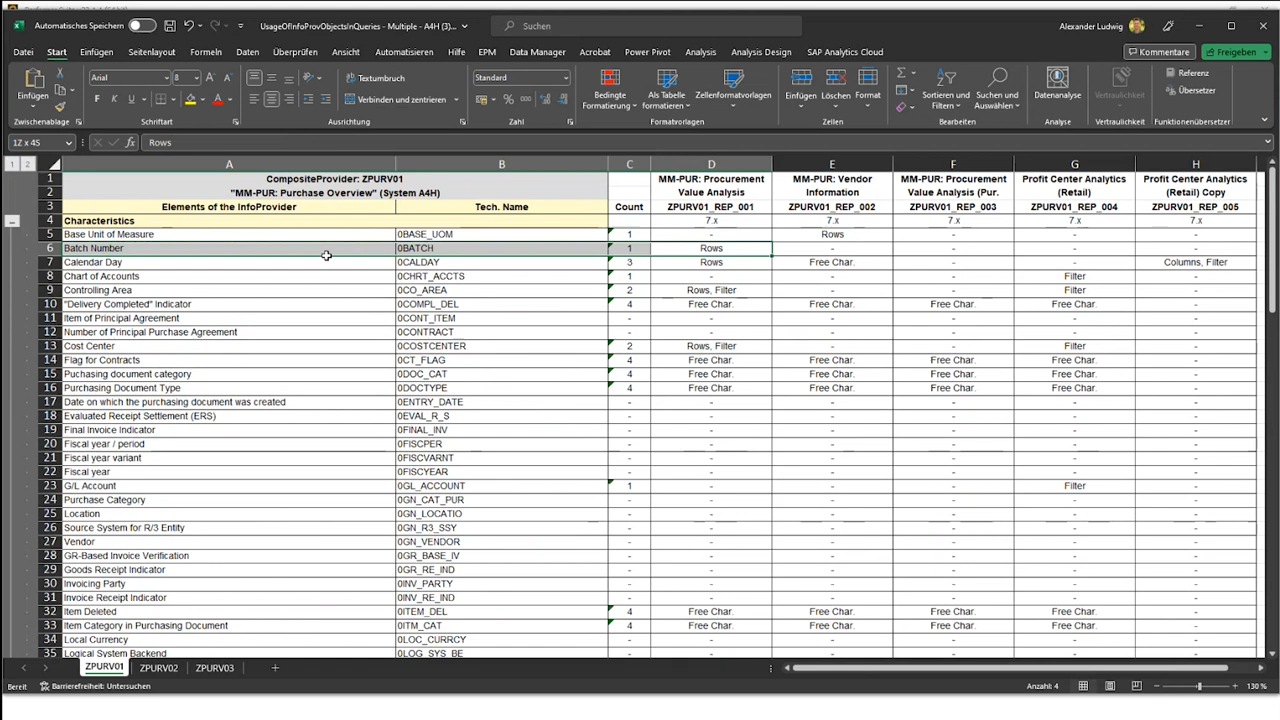 Automatisches Speichern
UsageOfInfoProvObjectsInQueries - Multiple - A4H (3)...
Suchen
Alexander Ludwig
Datei Start Einfügen Seitenlayout Formeln Daten Überprüfen Ansicht Automatisieren Hilfe EPM Data Manager Acrobat Power Pivot Analysis Analysis Design SAP Analytics Cloud
Kommentare Freigeben
Arial 8 Textumbruch Standard Referenz
Einfügen Bedingte Formatierung Als Tabelle formatieren Zellenformatvorlagen Einfügen Löschen Format Sortieren und Filtern Suchen und Auswählen Datenanalyse Vertraulichkeit Übersetzer
F K U Verbinden und zentrieren % 000
Zwischenablage Schriftart Ausrichtung Zahl Formatvorlagen Zellen Bearbeiten Analyse Vertraulichkeit Funktionenübersetzer
1Z x 4S fx Rows
1 2 A B C D E F G H
1 CompositeProvider: ZPURV01 MM-PUR: Procurement MM-PUR: Vendor MM-PUR: Procurement Profit Center Analytics Profit Center Analytics
2 "MM-PUR: Purchase Overview" (System A4H) Value Analysis Information Value Analysis (Pur. (Retail) (Retail) Copy
3 Elements of the InfoProvider Tech. Name Count ZPURV01_REP_001 ZPURV01_REP_002 ZPURV01_REP_003 ZPURV01_REP_004 ZPURV01_REP_005
4 Characteristics 7.x 7.x 7.x 7.x 7.x
5 Base Unit of Measure 0BASE_UOM 1 - Rows - - -
6 Batch Number 0BATCH 1 Rows - - - -
7 Calendar Day 0CALDAY 3 Rows Free Char. - - Columns, Filter
8 Chart of Accounts 0CHRT_ACCTS 1 - - - Filter -
9 Controlling Area 0CO_AREA 2 Rows, Filter - - Filter -
10 "Delivery Completed" Indicator 0COMPL_DEL 4 Free Char. Free Char. Free Char. Free Char. -
11 Item of Principal Agreement 0CONT_ITEM - - - - - -
12 Number of Principal Purchase Agreement 0CONTRACT - - - - - -
13 Cost Center 0COSTCENTER 2 Rows, Filter - - Filter -
14 Flag for Contracts 0CT_FLAG 4 Free Char. Free Char. Free Char. Free Char. -
15 Puchasing document category 0DOC_CAT 4 Free Char. Free Char. Free Char. Free Char. -
16 Purchasing Document Type 0DOCTYPE 4 Free Char. Free Char. Free Char. Free Char. -
17 Date on which the purchasing document was created 0ENTRY_DATE - - - - - -
18 Evaluated Receipt Settlement (ERS) 0EVAL_R_S - - - - - -
19 Final Invoice Indicator 0FINAL_INV - - - - - -
20 Fiscal year / period 0FISCPER - - - - - -
21 Fiscal year variant 0FISCVARNT - - - - - -
22 Fiscal year 0FISCYEAR - - - - - -
23 G/L Account 0GL_ACCOUNT 1 - - - Filter -
24 Purchase Category 0GN_CAT_PUR - - - - - -
25 Location 0GN_LOCATIO - - - - - -
26 Source System for R/3 Entity 0GN_R3_SSY - - - - - -
27 Vendor 0GN_VENDOR - - - - - -
28 GR-Based Invoice Verification 0GR_BASE_IV - - - - - -
29 Goods Receipt Indicator 0GR_RE_IND - - - - - -
30 Invoicing Party 0INV_PARTY - - - - - -
31 Invoice Receipt Indicator 0INV_RE_IND - - - - - -
32 Item Deleted 0ITEM_DEL 4 Free Char. Free Char. Free Char. Free Char. -
33 Item Category in Purchasing Document 0ITM_CAT 4 Free Char. Free Char. Free Char. Free Char. -
34 Local Currency 0LOC_CURRCY - - - - - -
35 Logical System Backend 0LOG_SYS_BE - - - - - -
ZPURV01 ZPURV02 ZPURV03
Bereit Barrierefreiheit: Untersuchen Anzahl: 4 130 %